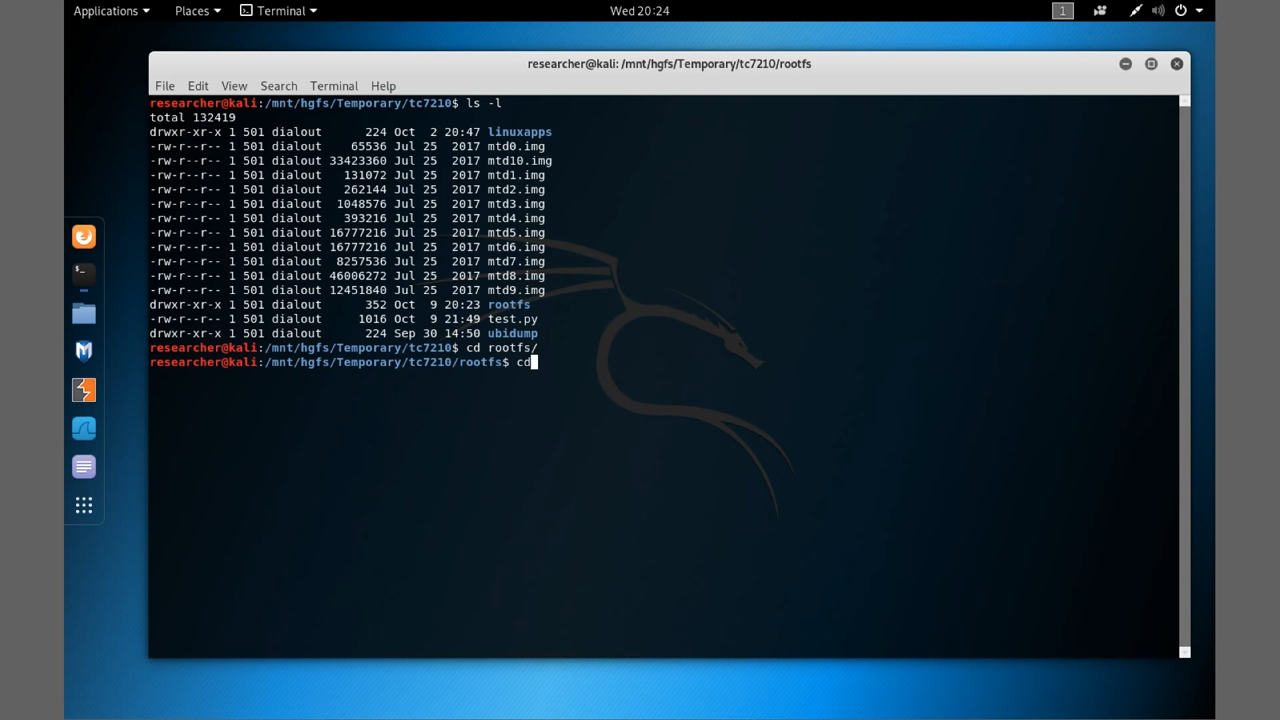 Applications Places Terminal Wed 20:24 1
researcher@kali: /mnt/hgfs/Temporary/tc7210/rootfs
File Edit View Search Terminal Help
researcher@kali:/mnt/hgfs/Temporary/tc7210$ ls -l
total 132419
drwxr-xr-x 1 501 dialout 224 Oct 2 20:47 linuxapps
-rw-r--r-- 1 501 dialout 65536 Jul 25 2017 mtd0.img
-rw-r--r-- 1 501 dialout 33423360 Jul 25 2017 mtd10.img
-rw-r--r-- 1 501 dialout 131072 Jul 25 2017 mtd1.img
-rw-r--r-- 1 501 dialout 262144 Jul 25 2017 mtd2.img
-rw-r--r-- 1 501 dialout 1048576 Jul 25 2017 mtd3.img
-rw-r--r-- 1 501 dialout 393216 Jul 25 2017 mtd4.img
-rw-r--r-- 1 501 dialout 16777216 Jul 25 2017 mtd5.img
-rw-r--r-- 1 501 dialout 16777216 Jul 25 2017 mtd6.img
-rw-r--r-- 1 501 dialout 8257536 Jul 25 2017 mtd7.img
-rw-r--r-- 1 501 dialout 46006272 Jul 25 2017 mtd8.img
-rw-r--r-- 1 501 dialout 12451840 Jul 25 2017 mtd9.img
drwxr-xr-x 1 501 dialout 352 Oct 9 20:23 rootfs
-rw-r--r-- 1 501 dialout 1016 Oct 9 21:49 test.py
drwxr-xr-x 1 501 dialout 224 Sep 30 14:50 ubidump
researcher@kali:/mnt/hgfs/Temporary/tc7210$ cd rootfs/
researcher@kali:/mnt/hgfs/Temporary/tc7210/rootfs$ cd